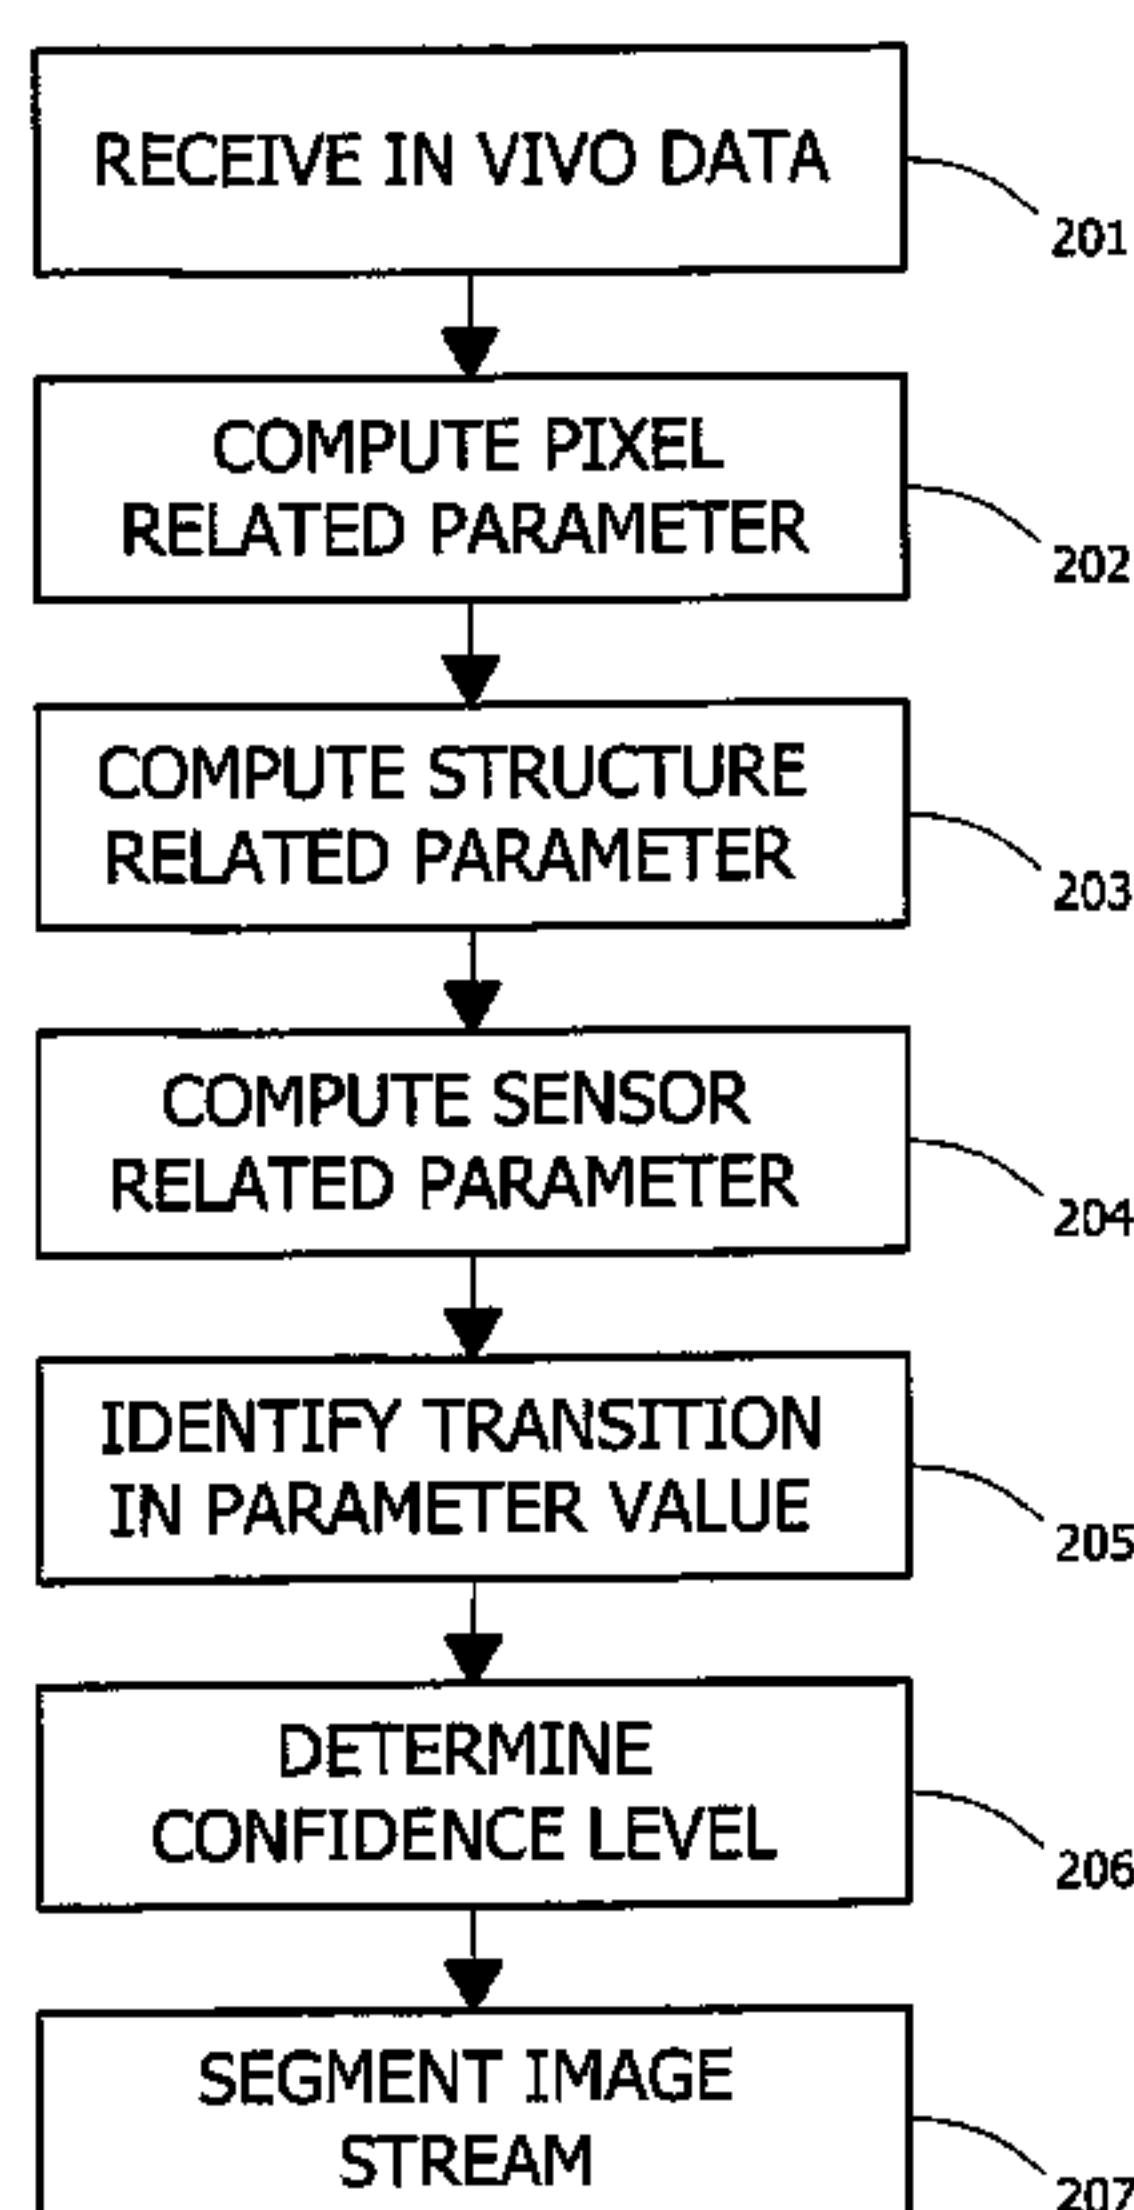 RECEIVE IN VIVO DATA
201
COMPUTE PIXEL
RELATED PARAMETER
202
COMPUTE STRUCTURE
RELATED PARAMETER
203
COMPUTE SENSOR
RELATED PARAMETER
204
IDENTIFY TRANSITION
IN PARAMETER VALUE
205
DETERMINE
CONFIDENCE LEVEL
206
SEGMENT IMAGE
STREAM
207